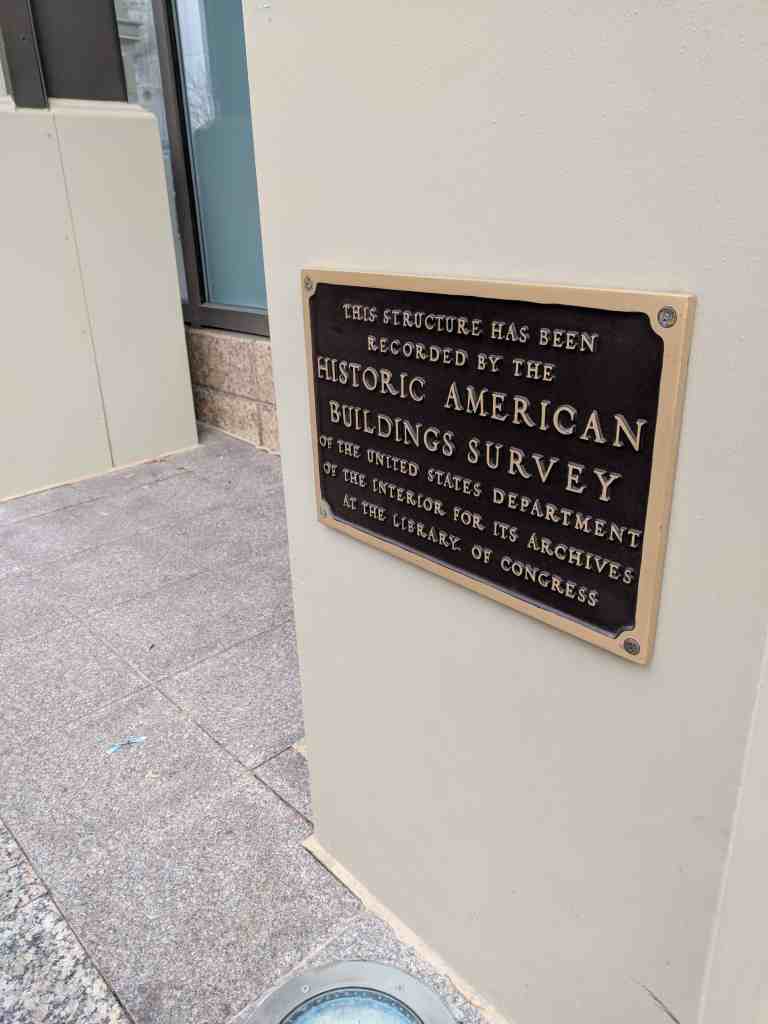 THIS STRUCTURE HAS BEEN
RECORDED BY THE
HISTORIC AMERICAN
BUILDINGS SURVEY
OF THE UNITED STATES DEPARTMENT
OF THE INTERIOR FOR ITS ARCHIVES
AT THE LIBRARY OF CONGRESS